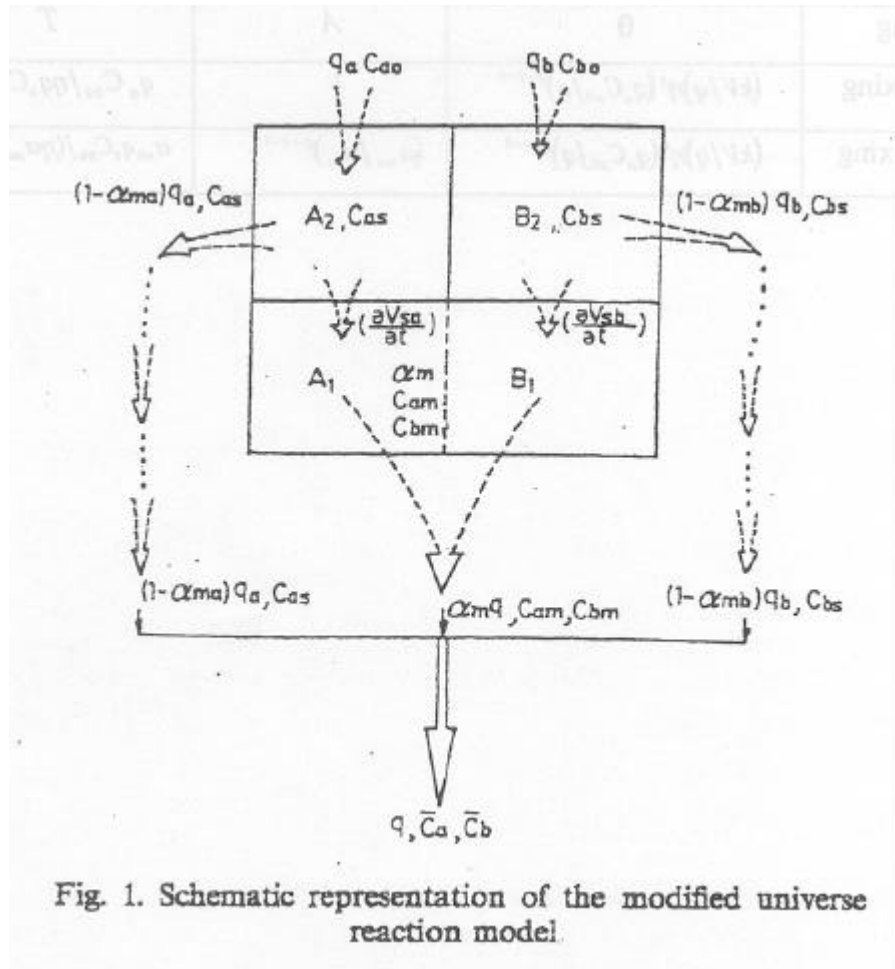 qa Cao qb Cbo
(1-αma)qa, Cas A2, Cas B2, Cbs (1-αmb) qb, Cbs
(∂Vsa/∂t) (∂Vsb/∂t)
A1 αm B1
Cam
Cbm
(1-αma)qa, Cas αmq, Cam, Cbm (1-αmb)qb, Cbs
q, C̄a, C̄b
Fig. 1. Schematic representation of the modified universe
reaction model